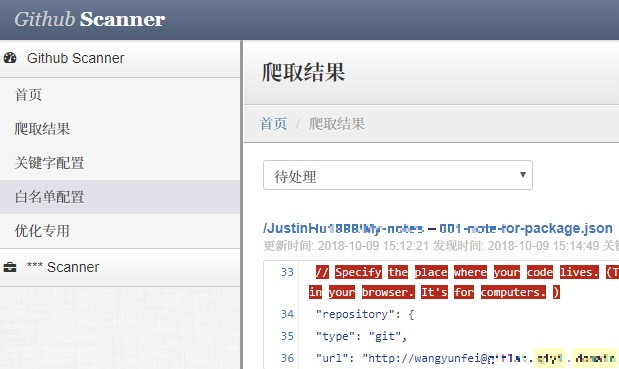 Github Scanner
Github Scanner
首页
爬取结果
关键字配置
白名单配置
优化专用
*** Scanner
爬取结果
首页 / 爬取结果
待处理
/JustinHu1988/My-notes – 001-note-for-package.json
更新时间: 2018-10-09 15:12:21 发现时间: 2018-10-09 15:14:49 关
33 // Specify the place where your code lives. (T
in your browser. It's for computers. )
34 "repository": {
35 "type": "git",
36 "url": "http://wangyunfei@